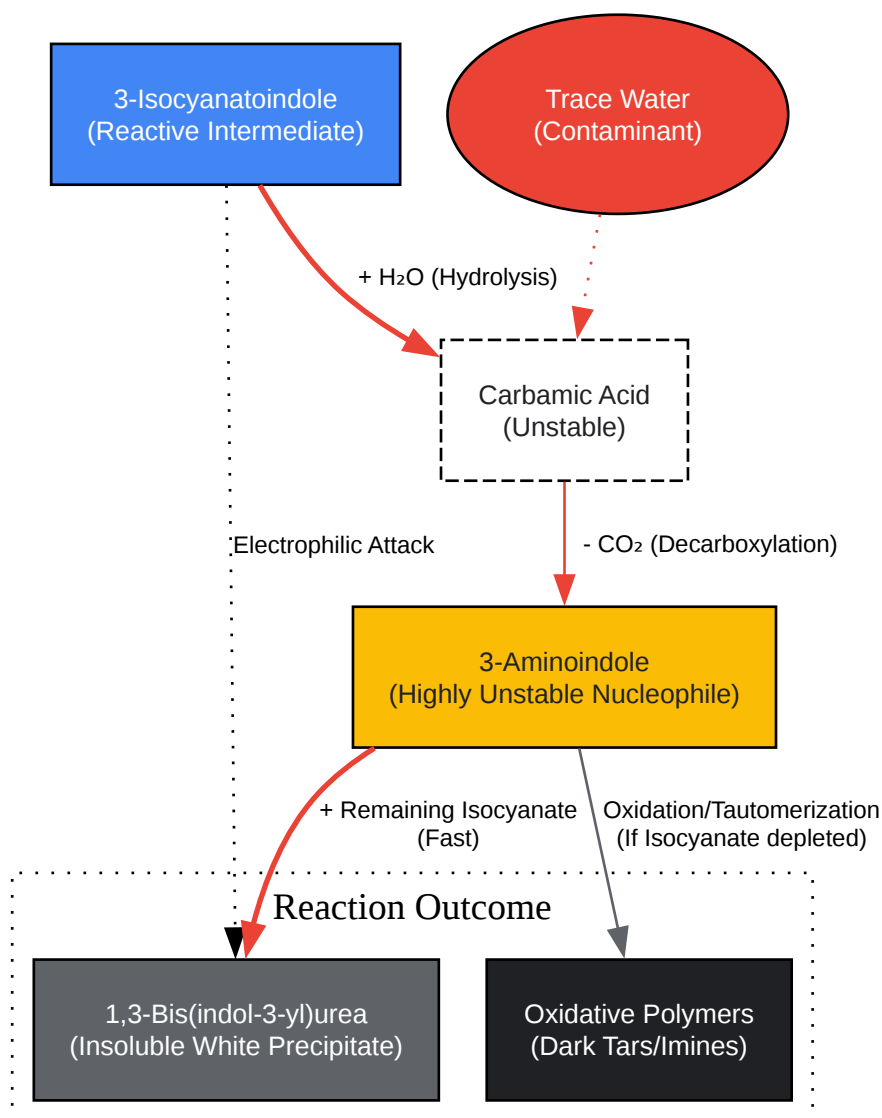 3-Isocyanatoindole
(Reactive Intermediate)
Trace Water
(Contaminant)
+ H₂O (Hydrolysis)
Carbamic Acid
(Unstable)
Electrophilic Attack
- CO₂ (Decarboxylation)
3-Aminoindole
(Highly Unstable Nucleophile)
+ Remaining Isocyanate
(Fast)
Oxidation/Tautomerization
(If Isocyanate depleted)
Reaction Outcome
1,3-Bis(indol-3-yl)urea
(Insoluble White Precipitate)
Oxidative Polymers
(Dark Tars/Imines)